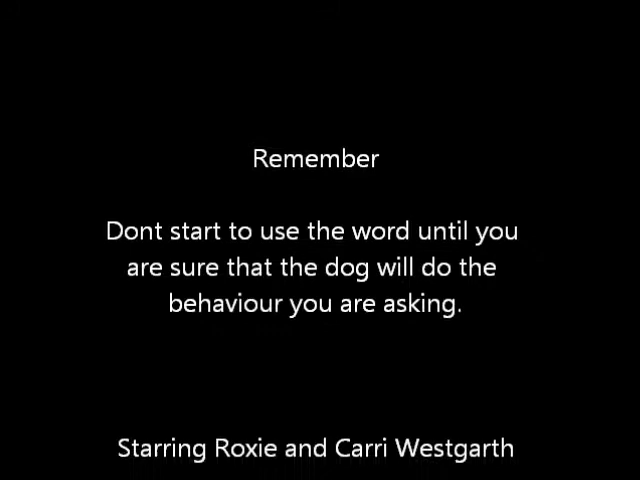 Remember
Dont start to use the word until you
are sure that the dog will do the
behaviour you are asking.
Starring Roxie and Carri Westgarth